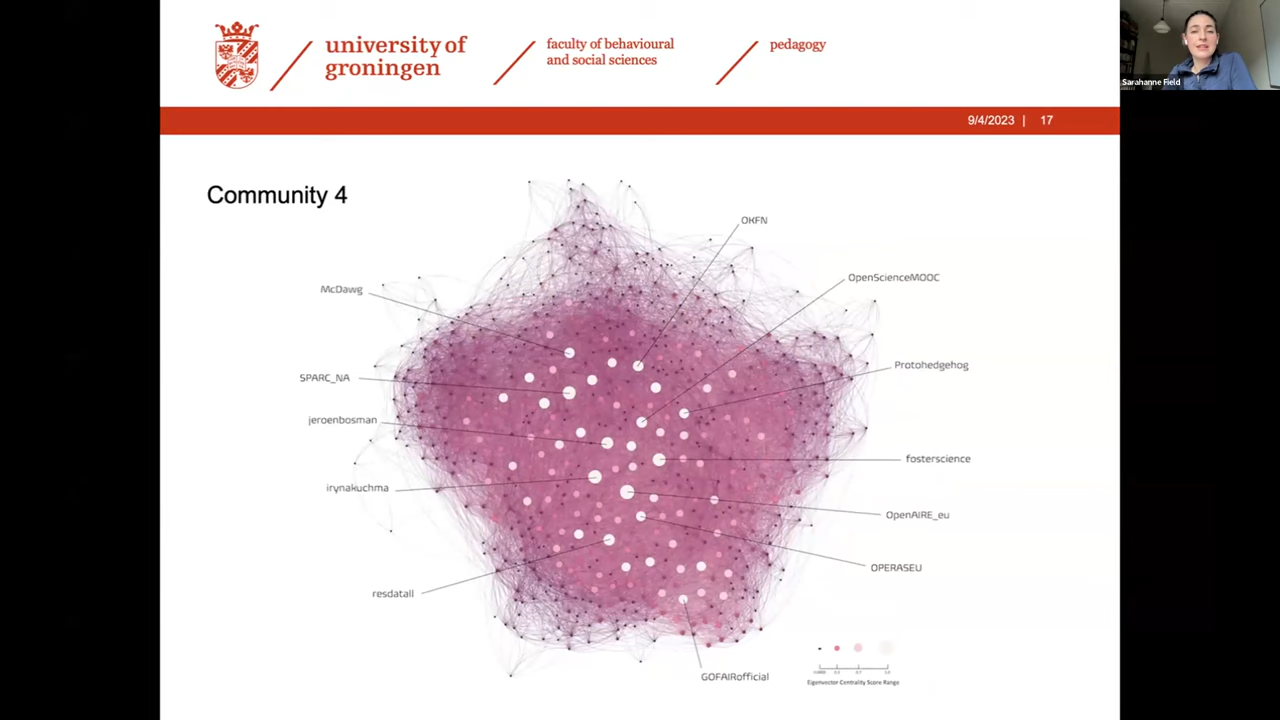 university of
groningen
faculty of behavioural
and social sciences
pedagogy
Sarahanne Field
9/4/2023 | 17
Community 4
OKFN
OpenScienceMOOC
McDawg
Protohedgehog
SPARC_NA
jeroenbosman
fosterscience
irynakuchma
OpenAIRE_eu
OPERASEU
resdatall
GOFAIRofficial
Eigenvector Centrality Score Range